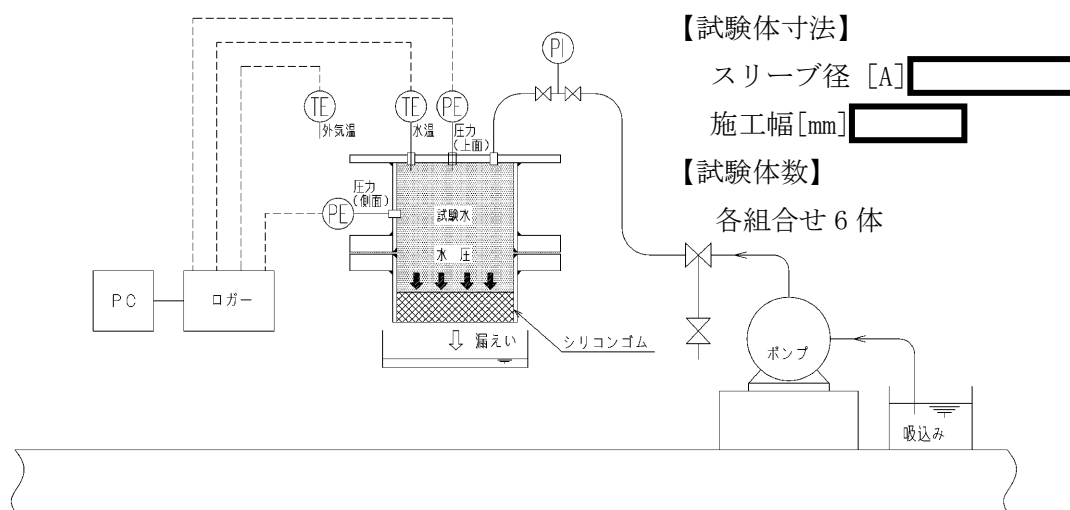 【試験体寸法】
スリーブ径 [A]
施工幅[mm]
【試験体数】
各組合せ6体
PI
TE
外気温
TE
水温
PE
圧力
(上面)
圧力
(側面)
PE
試験水
水 圧
PC
ロガー
漏えい
シリコンゴム
ポンプ
吸込み